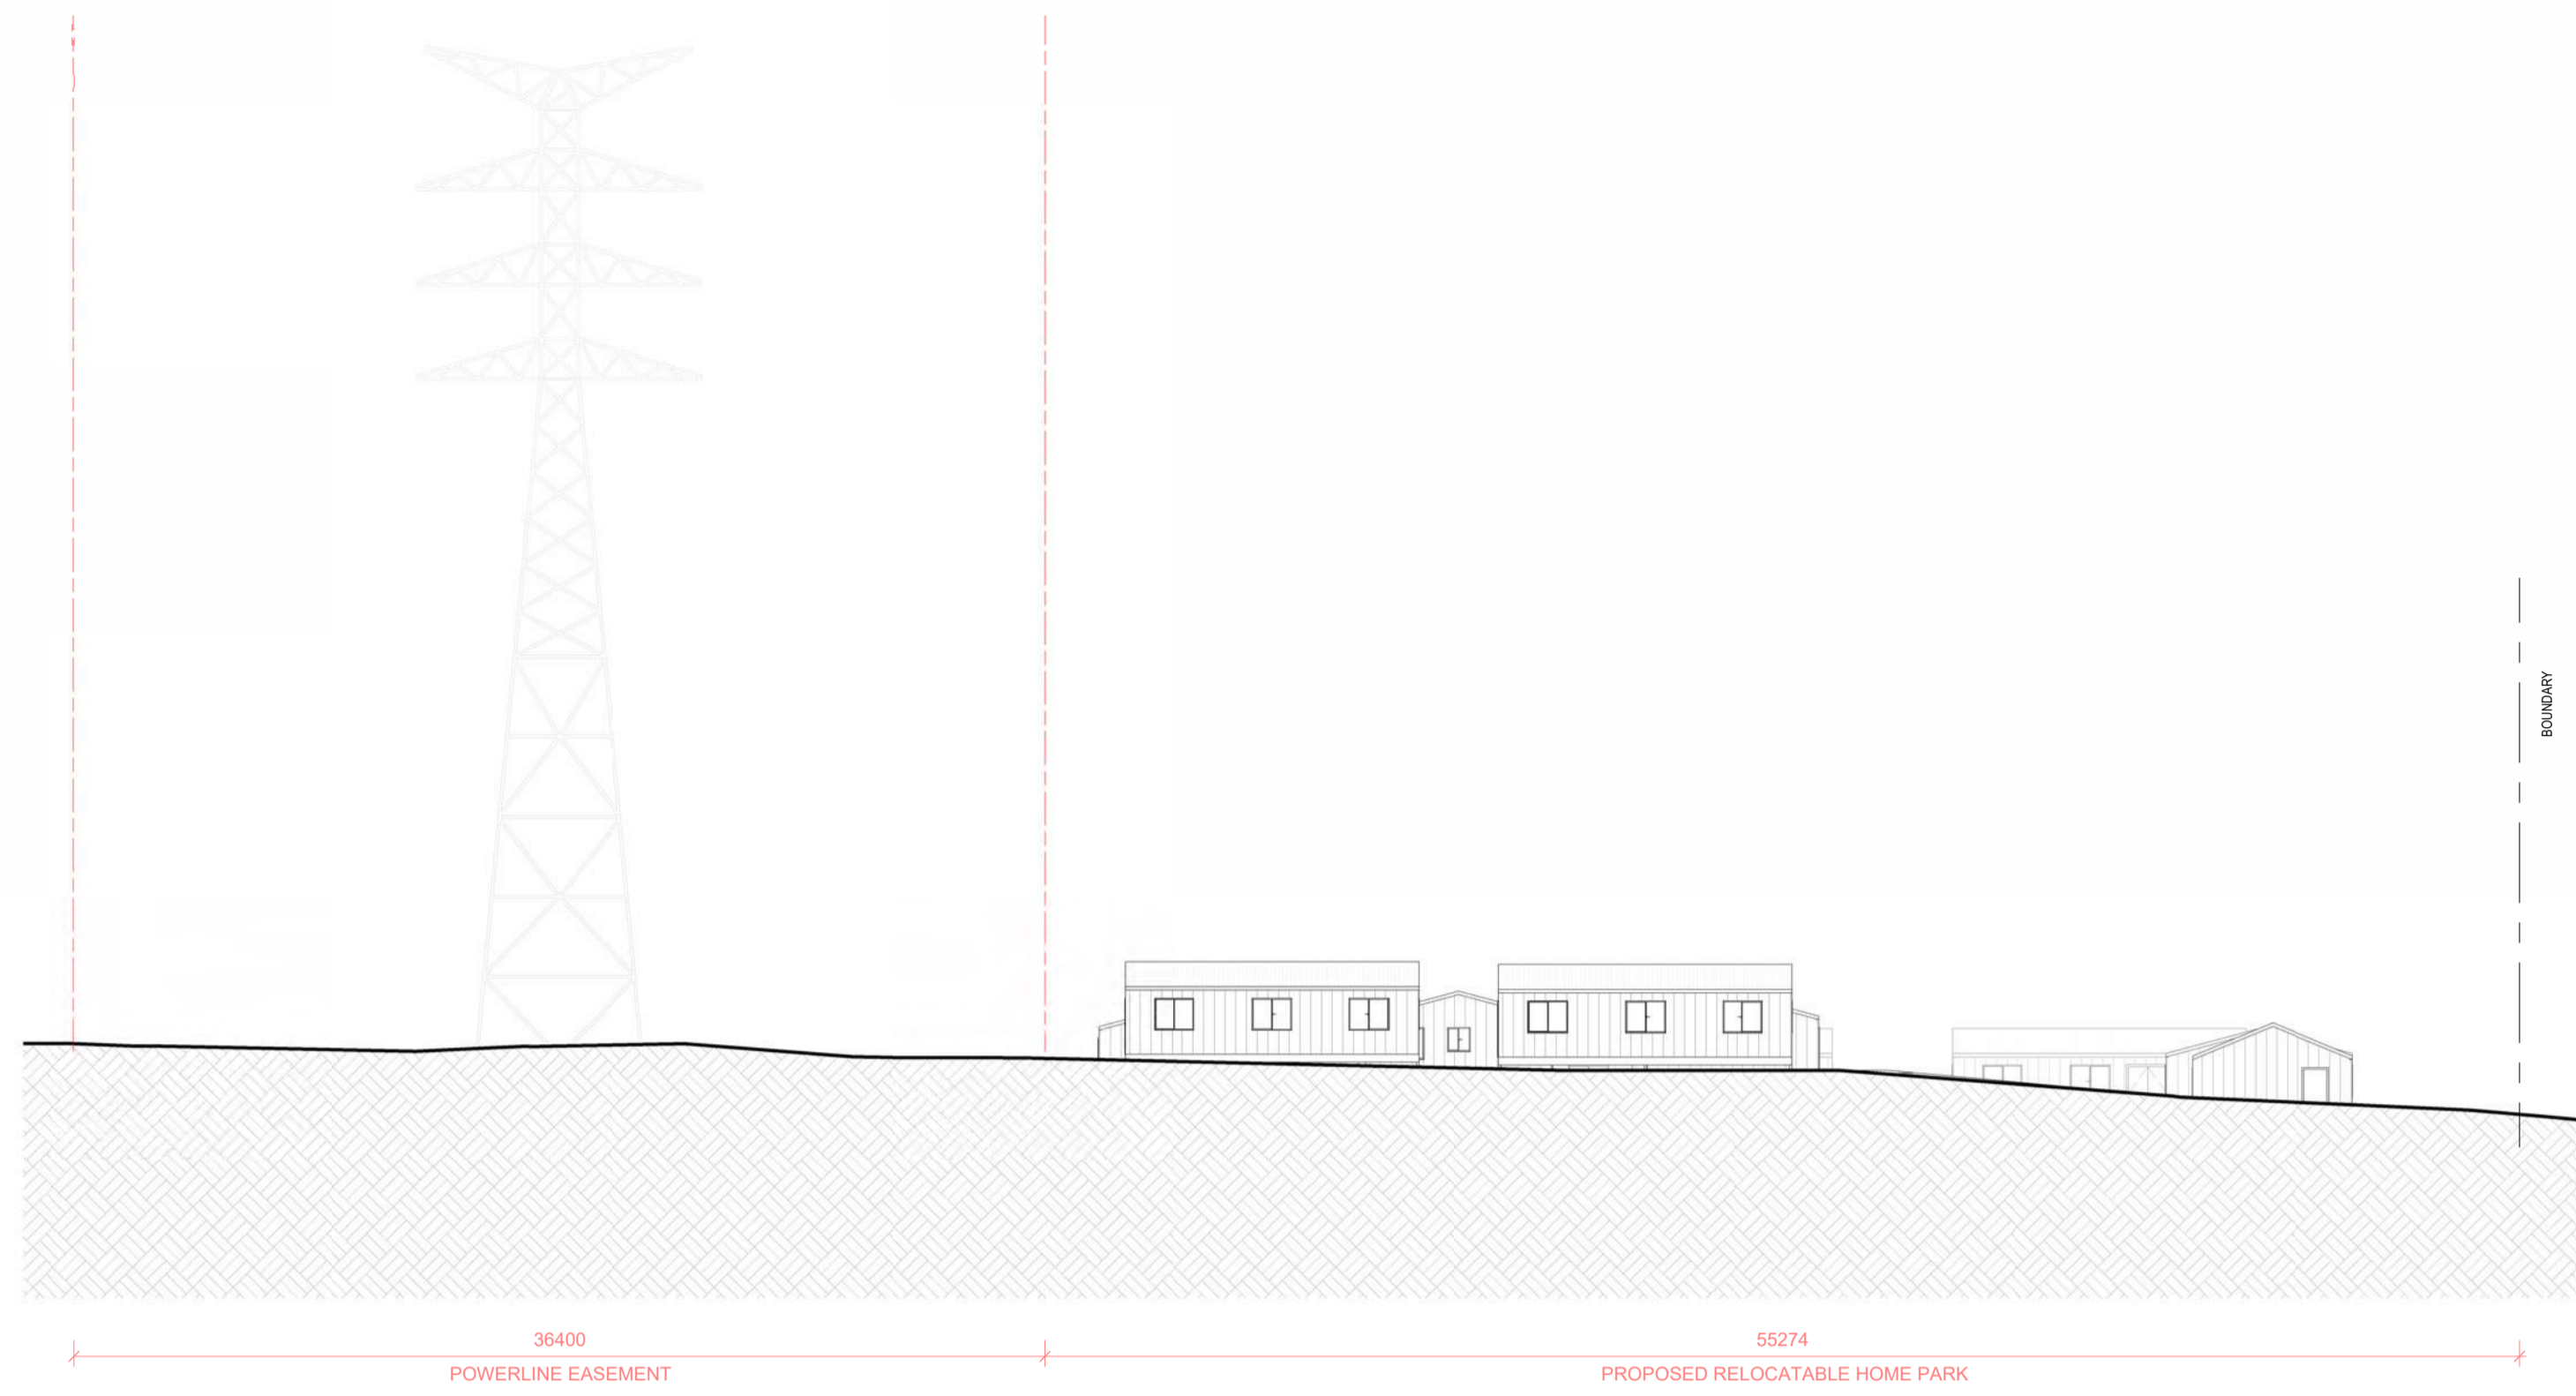 BOUNDARY
36400
55274
POWERLINE EASEMENT
PROPOSED RELOCATABLE HOME PARK